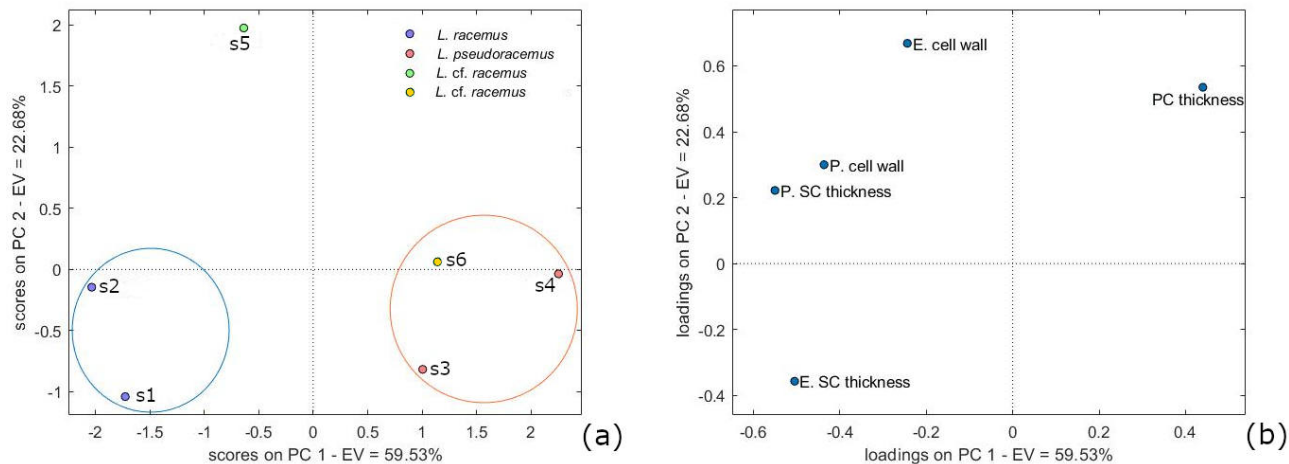 2
s5
L. racemus
L. pseudoracemus
L. cf. racemus
L. cf. racemus
1.5
1
0.5
0
-0.5
-1
s6
s4
s2
s3
s1
scores on PC 2 - EV = 22.68%
-2
-1.5
-1
-0.5
0
0.5
1
1.5
2
scores on PC 1 - EV = 59.53%
(a)
E. cell wall
PC thickness
P. cell wall
P. SC thickness
E. SC thickness
0.6
0.4
0.2
0
-0.2
-0.4
loadings on PC 2 - EV = 22.68%
-0.6
-0.4
-0.2
0
0.2
0.4
loadings on PC 1 - EV = 59.53%
(b)